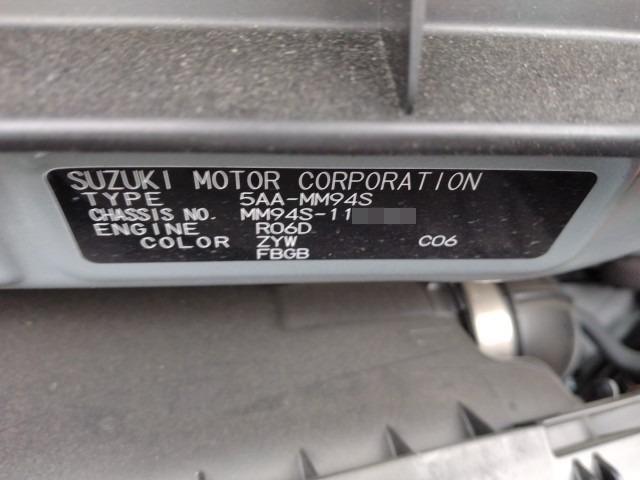 SUZUKI MOTOR CORPORATION
TYPE 5AA-MM94S
CHASSIS NO. MM94S-11
ENGINE R06D
COLOR ZYW C06
FBGB